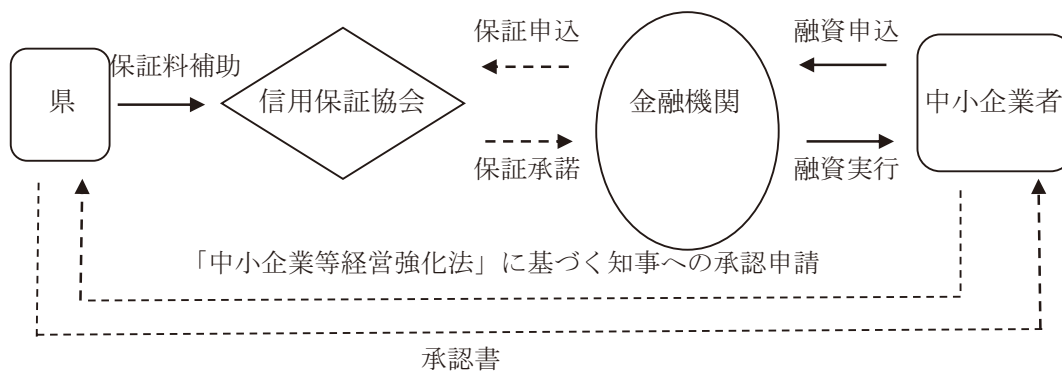 保証申込
融資申込
保証料補助
県
信用保証協会
金融機関
中小企業者
保証承諾
融資実行
「中小企業等経営強化法」に基づく知事への承認申請
承認書